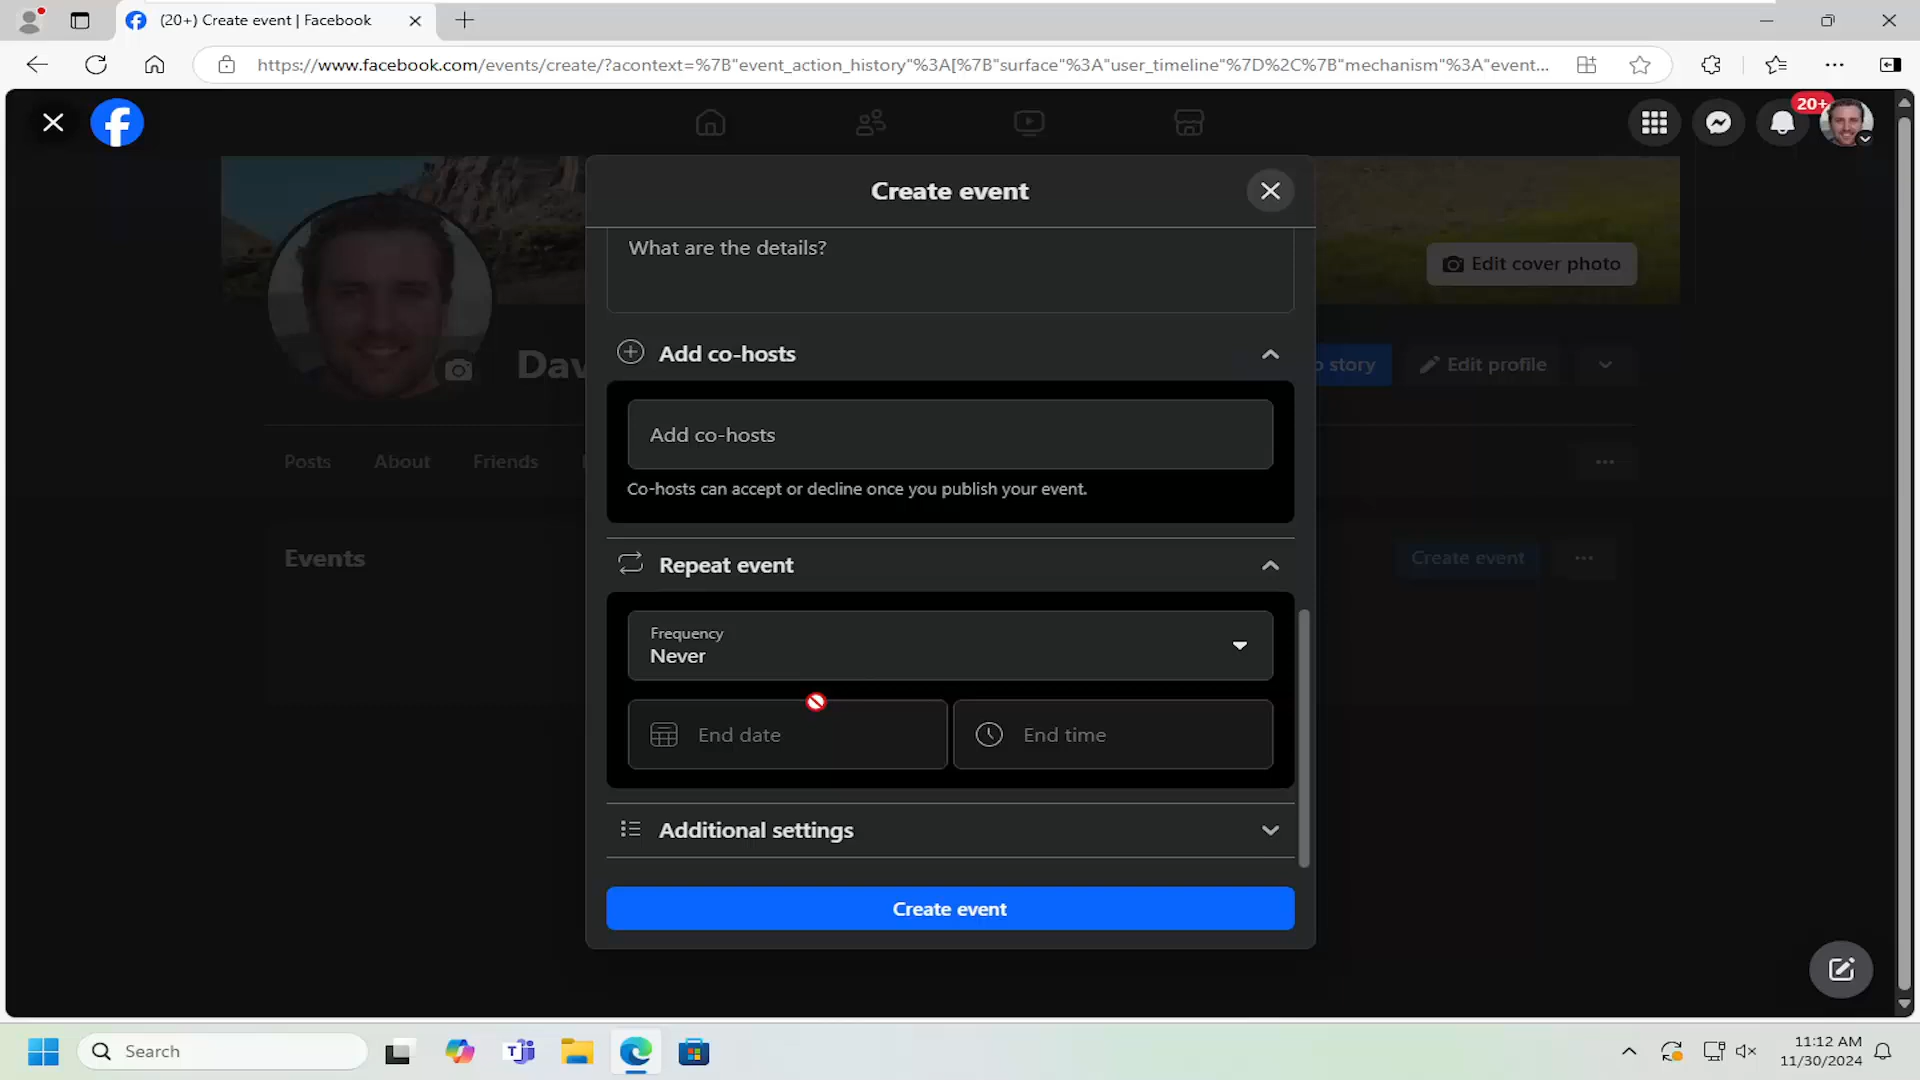 (20+) Create event | Facebook
https://www.facebook.com/events/create/?acontext=%7B"event_action_history"%3A[%7B"surface"%3A"user_timeline"%7D%2C%7B"mechanism"%3A"event...
20+
Create event
What are the details?
Edit cover photo
Add co-hosts
Dav
o story
Edit profile
Add co-hosts
Posts
About
Friends
Co-hosts can accept or decline once you publish your event.
Events
Repeat event
Create event
Frequency
Never
End date
End time
Additional settings
Create event
Search
11:12 AM
11/30/2024